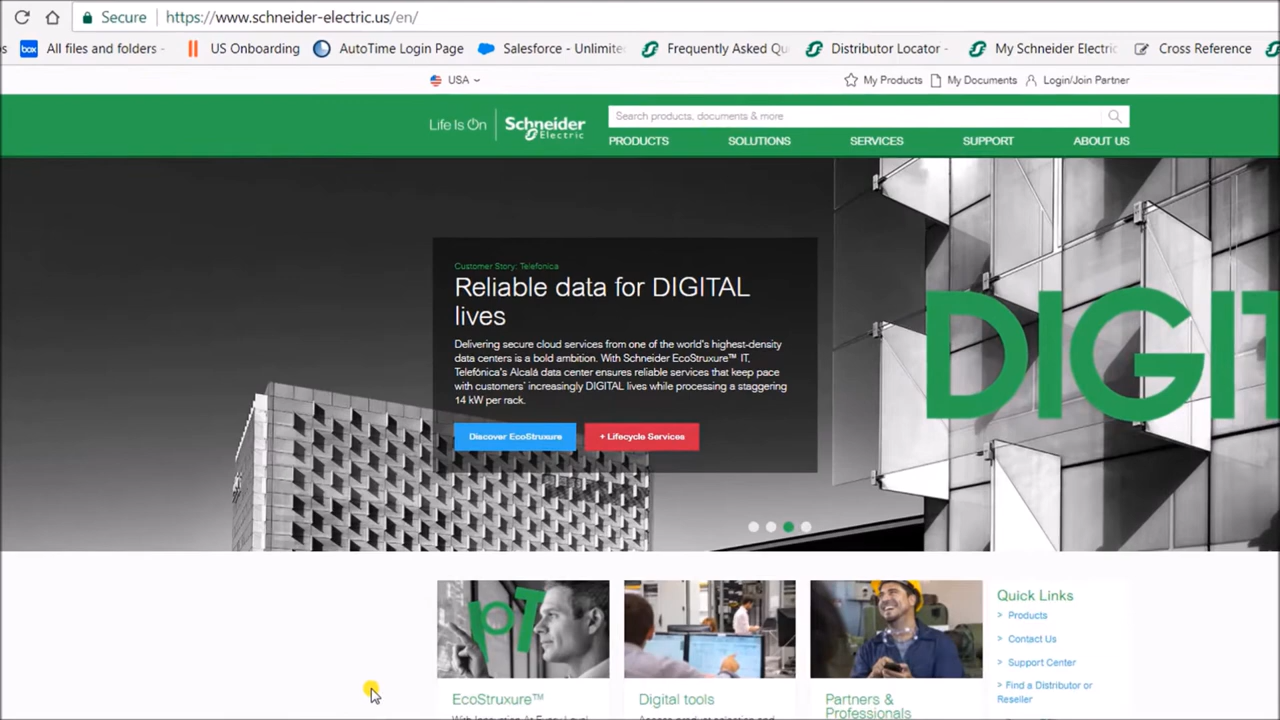 Secure https://www.schneider-electric.us/en/
box All files and folders - US Onboarding AutoTime Login Page Salesforce - Unlimite Frequently Asked Qu Distributor Locator - My Schneider Electric Cross Reference
USA My Products My Documents Login/Join Partner
Life Is On Schneider Electric
Search products, documents & more
PRODUCTS SOLUTIONS SERVICES SUPPORT ABOUT US
Customer Story: Telefonica
Reliable data for DIGITAL
lives
Delivering secure cloud services from one of the world's highest-density
data centers is a bold ambition. With Schneider EcoStruxure™ IT,
Telefónica's Alcalá data center ensures reliable services that keep pace
with customers' increasingly DIGITAL lives while processing a staggering
14 kW per rack.
Discover EcoStruxure + Lifecycle Services
DIGIT
Quick Links
> Products
> Contact Us
> Support Center
> Find a Distributor or
Reseller
EcoStruxure™ Digital tools Partners &
Professionals